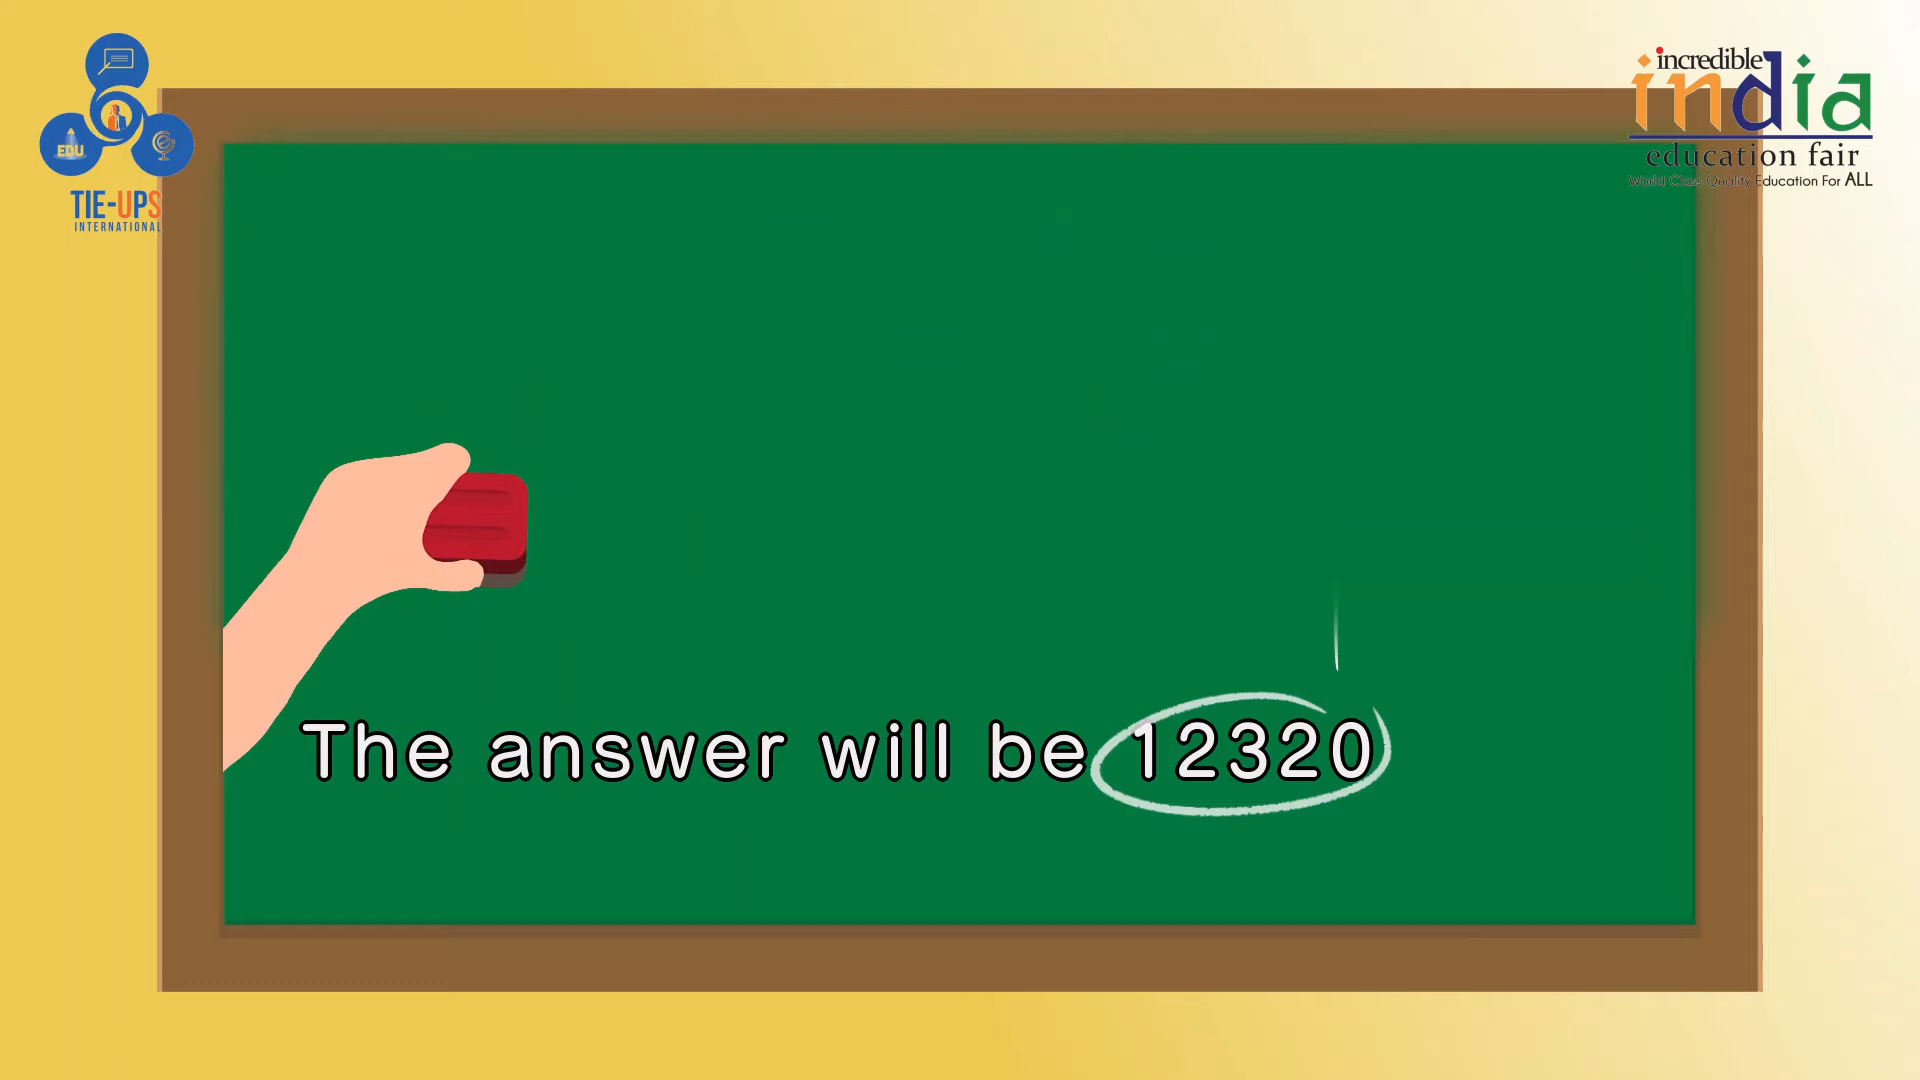 EDU
TIE-UPS
INTERNATIONAL
incredible
india
education fair
World Class Quality Education For ALL
The answer will be 12320